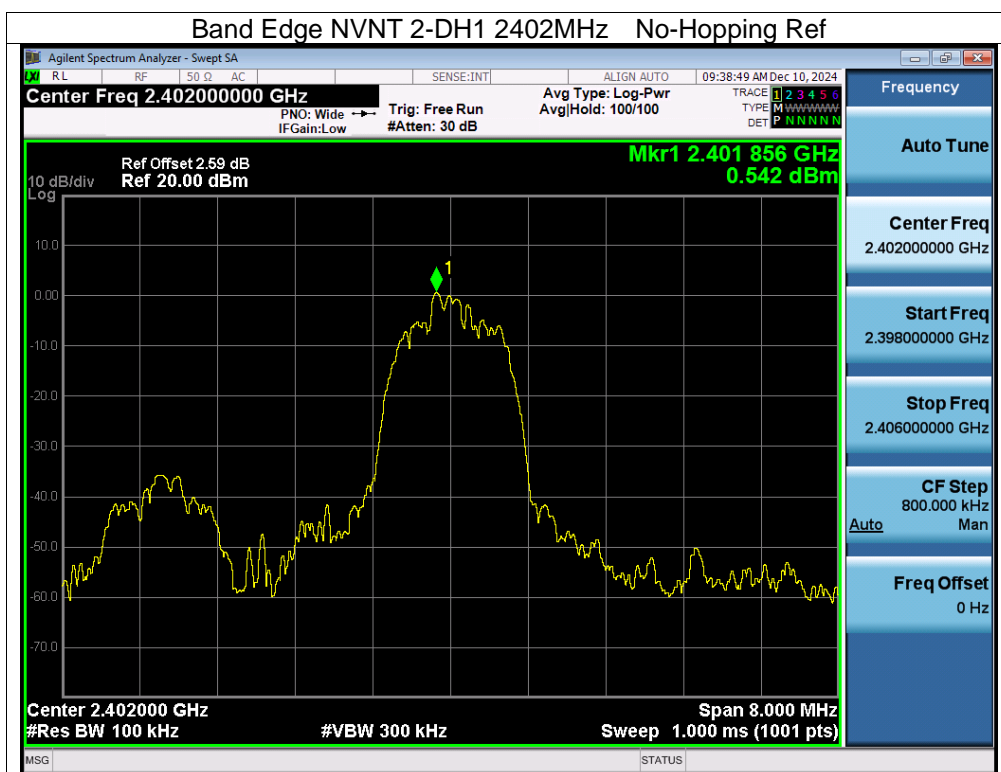 Band Edge NVNT 2-DH1 2402MHz No-Hopping Ref
Agilent Spectrum Analyzer - Swept SA
LXI RL RF 50 Ω AC SENSE:INT ALIGN AUTO 09:38:49 AM Dec 10, 2024
Center Freq 2.402000000 GHz
PNO: Wide
IFGain:Low
Trig: Free Run
#Atten: 30 dB
Avg Type: Log-Pwr
Avg|Hold: 100/100
TRACE 1 2 3 4 5 6
TYPE M WWWWW
DET P N N N N N
Mkr1 2.401 856 GHz
0.542 dBm
Ref Offset 2.59 dB
10 dB/div Ref 20.00 dBm
Log
10.0
1
0.00
-10.0
-20.0
-30.0
-40.0
-50.0
-60.0
-70.0
Center 2.402000 GHz Span 8.000 MHz
#Res BW 100 kHz #VBW 300 kHz Sweep 1.000 ms (1001 pts)
MSG STATUS
Frequency
Auto Tune
Center Freq
2.402000000 GHz
Start Freq
2.398000000 GHz
Stop Freq
2.406000000 GHz
CF Step
800.000 kHz
Auto Man
Freq Offset
0 Hz